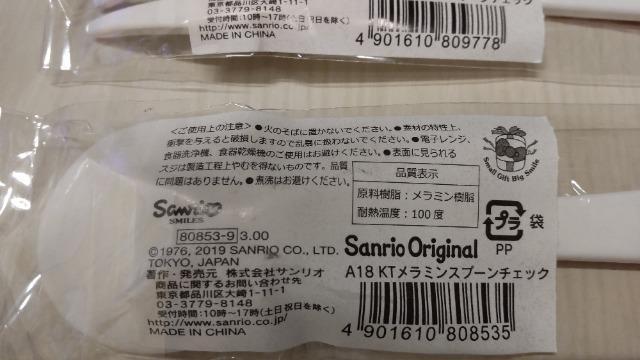 東京都品川区大崎1-11-1
03-3779-8148
受付時間:10時~17時(土日祝日を除く)
http://www.sanrio.co.jp/
MADE IN CHINA
ンチェック
4 901610 809778
<ご使用上の注意>●火のそばに置かないでください。●素材の特性上、
衝撃を与えると破損しますので乱暴に扱わないでください。●電子レンジ、
食器洗浄機、食器乾燥機のご使用はお避けください。●表面に見られる
スジは製造工程上やむを得ないものです。品質
に問題はありません。●煮沸はお避けください。
品質表示
原料樹脂:メラミン樹脂
耐熱温度:100度
Small Gift Big Smile
Sanrio
SMILES
80853-9 3.00
©1976, 2019 SANRIO CO., LTD.
TOKYO, JAPAN
著作・発売元 株式会社サンリオ
商品に関するお問い合わせは
東京都品川区大崎1-11-1
03-3779-8148
受付時間:10時~17時(土日祝日を除く)
http://www.sanrio.co.jp/
MADE IN CHINA
Sanrio Original
プラ 袋
PP
A18 KTメラミンスプーンチェック
4 901610 808535